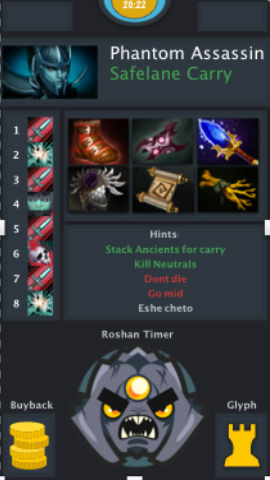 20:22
Phantom Assassin
Safelane Carry
1
2
3
4
5
6
7
8
Hints:
Stack Ancients for carry
Kill Neutrals
Dont die
Go mid
Eshe cheto
Roshan Timer
Buyback
Glyph